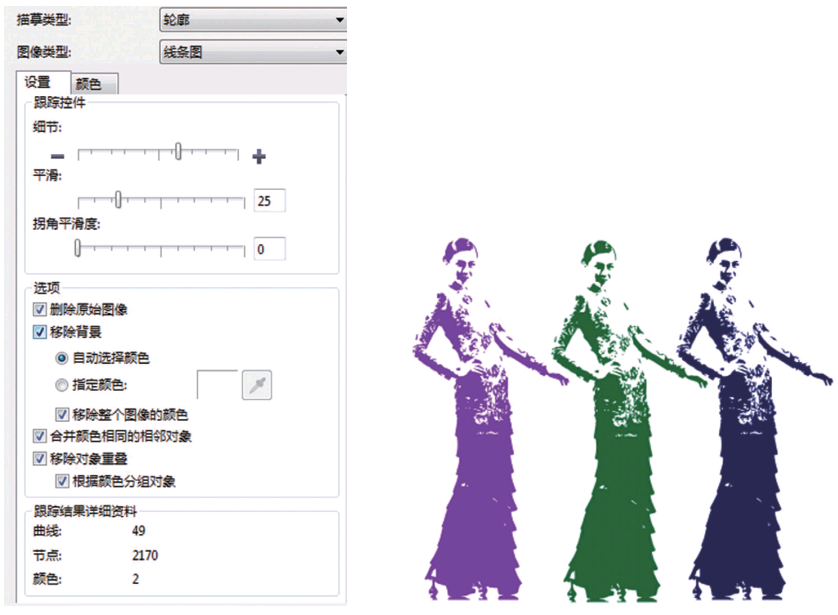 描摹类型: 轮廓
图像类型: 线条图
设置 颜色
跟踪控件
细节:
平滑:
25
拐角平滑度:
0
选项
删除原始图像
移除背景
自动选择颜色
指定颜色:
移除整个图像的颜色
合并颜色相同的相邻对象
移除对象重叠
根据颜色分组对象
跟踪结果详细资料
曲线: 49
节点: 2170
颜色: 2